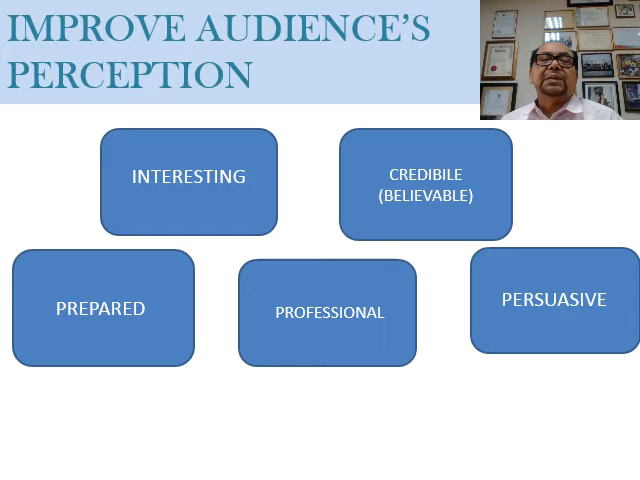 IMPROVE AUDIENCE'S
PERCEPTION
INTERESTING
CREDIBILE
(BELIEVABLE)
PREPARED
PROFESSIONAL
PERSUASIVE